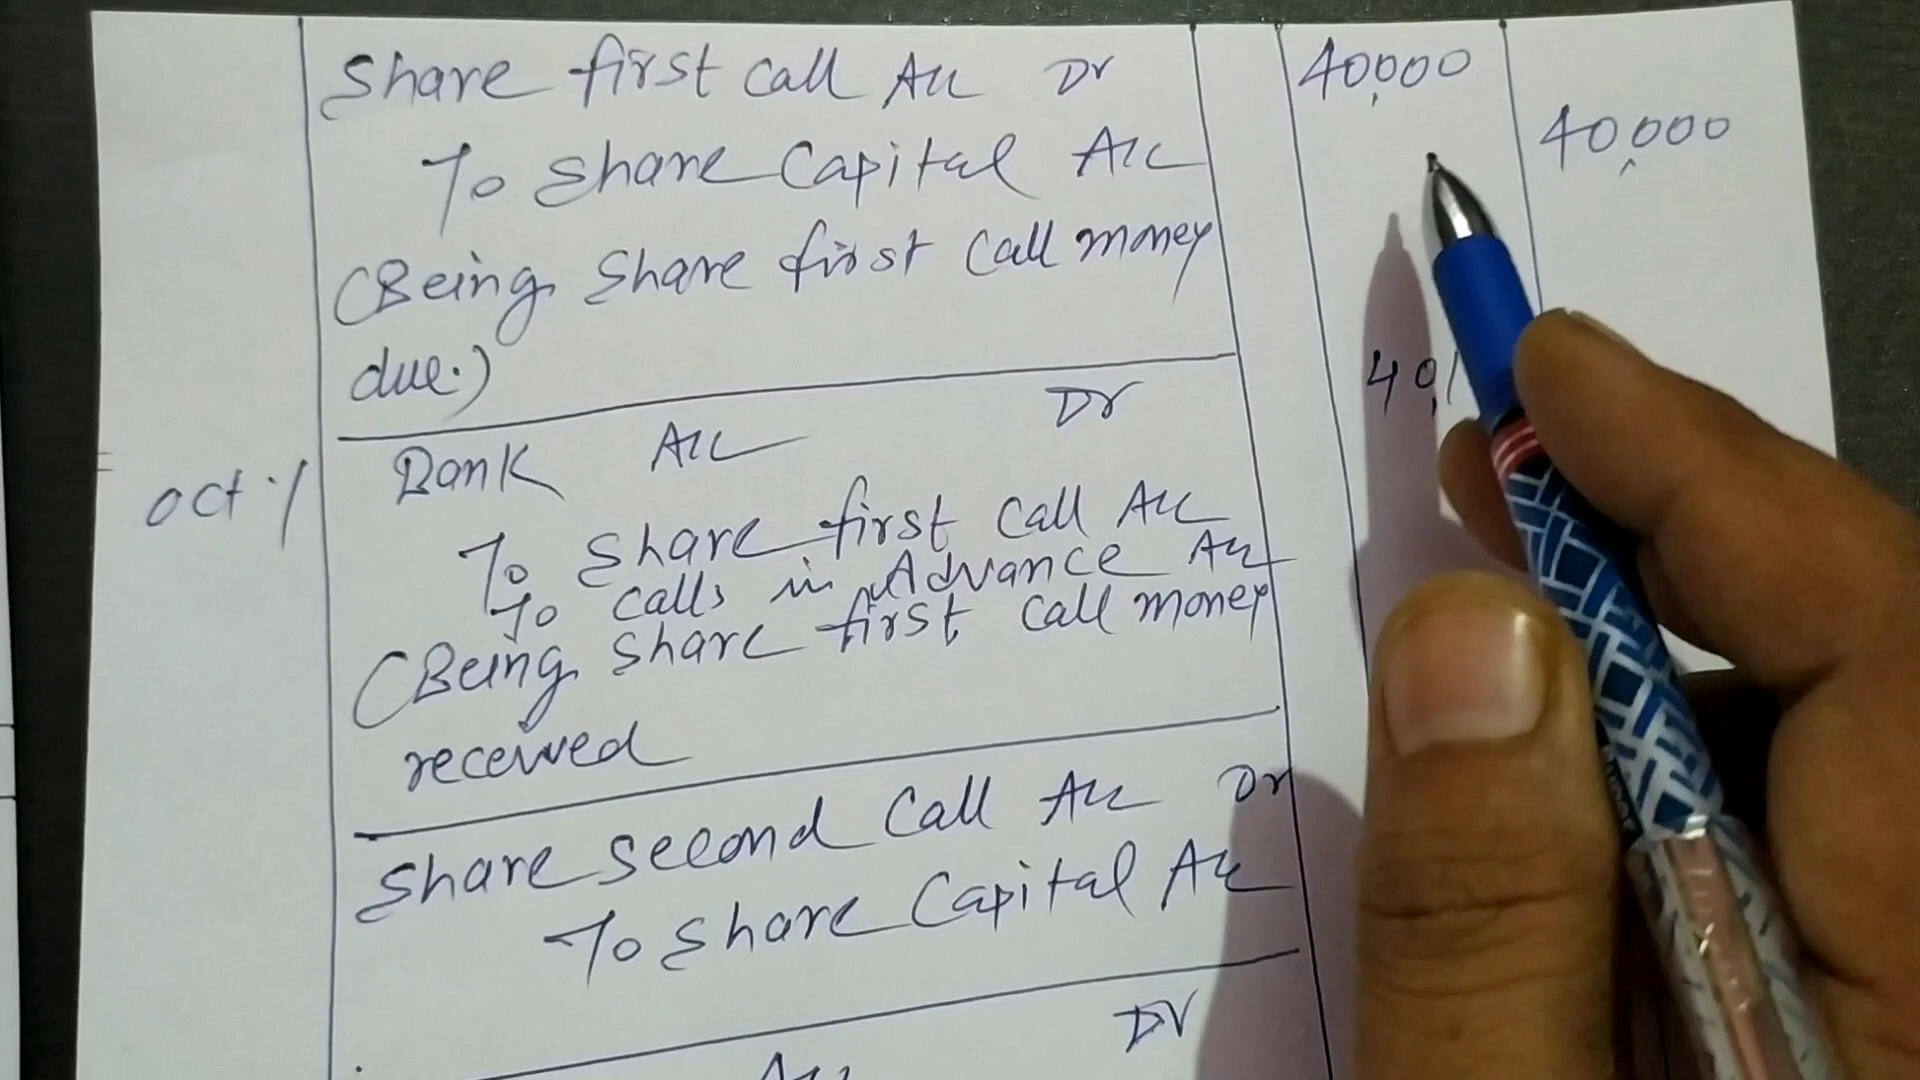 Share first call A/c Dr 40,000
To Share Capital A/c 40,000
(Being Share first Call money
due.)
Bank A/c Dr
oct. 1
To Share first Call A/c
To calls in Advance A/c
(Being Share first Call money
received
Share second Call A/c Dr
To Share Capital A/c
Dr